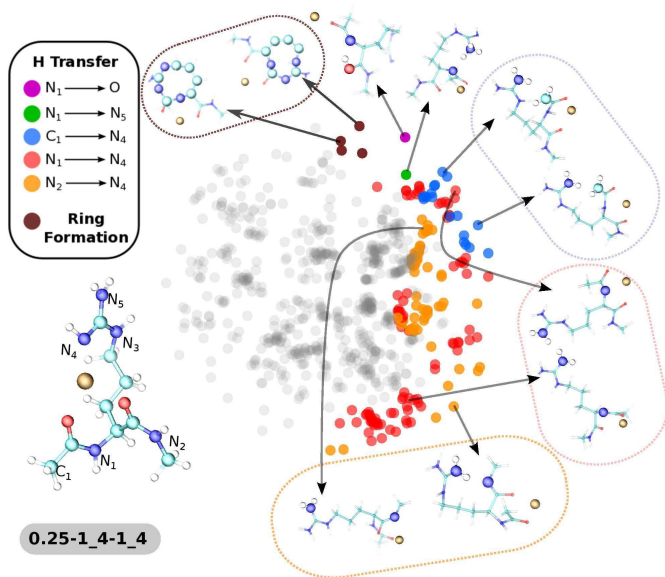 H Transfer
N₁ ⟶ O
N₁ ⟶ N₅
C₁ ⟶ N₄
N₁ ⟶ N₄
N₂ ⟶ N₄
Ring
Formation
N₅
N₄
N₃
N₂
C₁
N₁
0.25-1_4-1_4